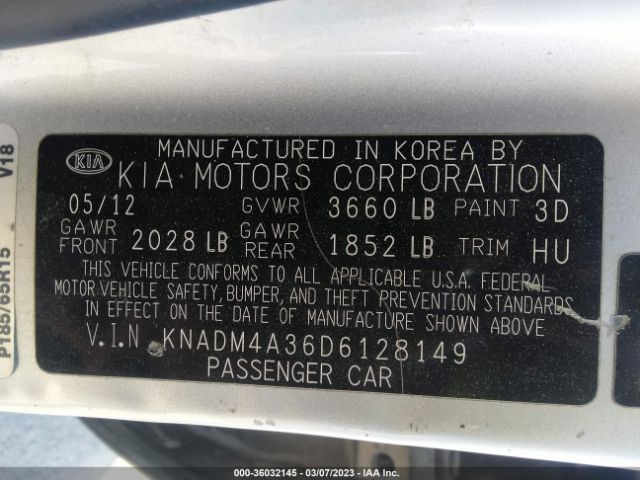 KIA
MANUFACTURED IN KOREA BY
KIA MOTORS CORPORATION
05/12 GVWR 3660 LB PAINT 3D
GAWR FRONT 2028 LB GAWR REAR 1852 LB TRIM HU
THIS VEHICLE CONFORMS TO ALL APPLICABLE U.S.A. FEDERAL
MOTOR VEHICLE SAFETY, BUMPER, AND THEFT PREVENTION STANDARDS
IN EFFECT ON THE DATE OF MANUFACTURE SHOWN ABOVE
V.I.N KNADM4A36D6128149
PASSENGER CAR
P185/65R15 V18
000-36032145 - 03/07/2023 - IAA Inc.